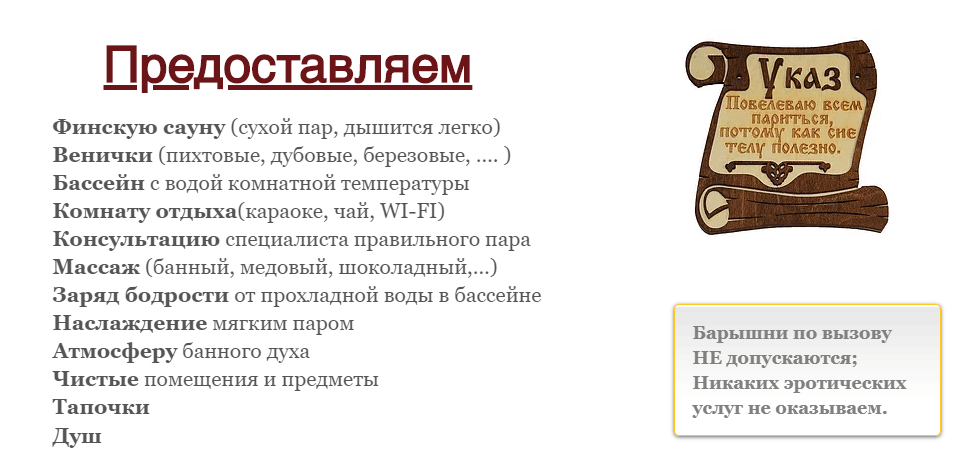 Предоставляем
Финскую сауну (сухой пар, дышится легко)
Венички (пихтовые, дубовые, березовые, .... )
Бассейн с водой комнатной температуры
Комнату отдыха(караоке, чай, WI-FI)
Консультацию специалиста правильного пара
Массаж (банный, медовый, шоколадный,...)
Заряд бодрости от прохладной воды в бассейне
Наслаждение мягким паром
Атмосферу банного духа
Чистые помещения и предметы
Тапочки
Душ
Указ
Повелеваю всем
париться,
потому как сие
телу полезно.
Барышни по вызову
НЕ допускаются;
Никаких эротических
услуг не оказываем.